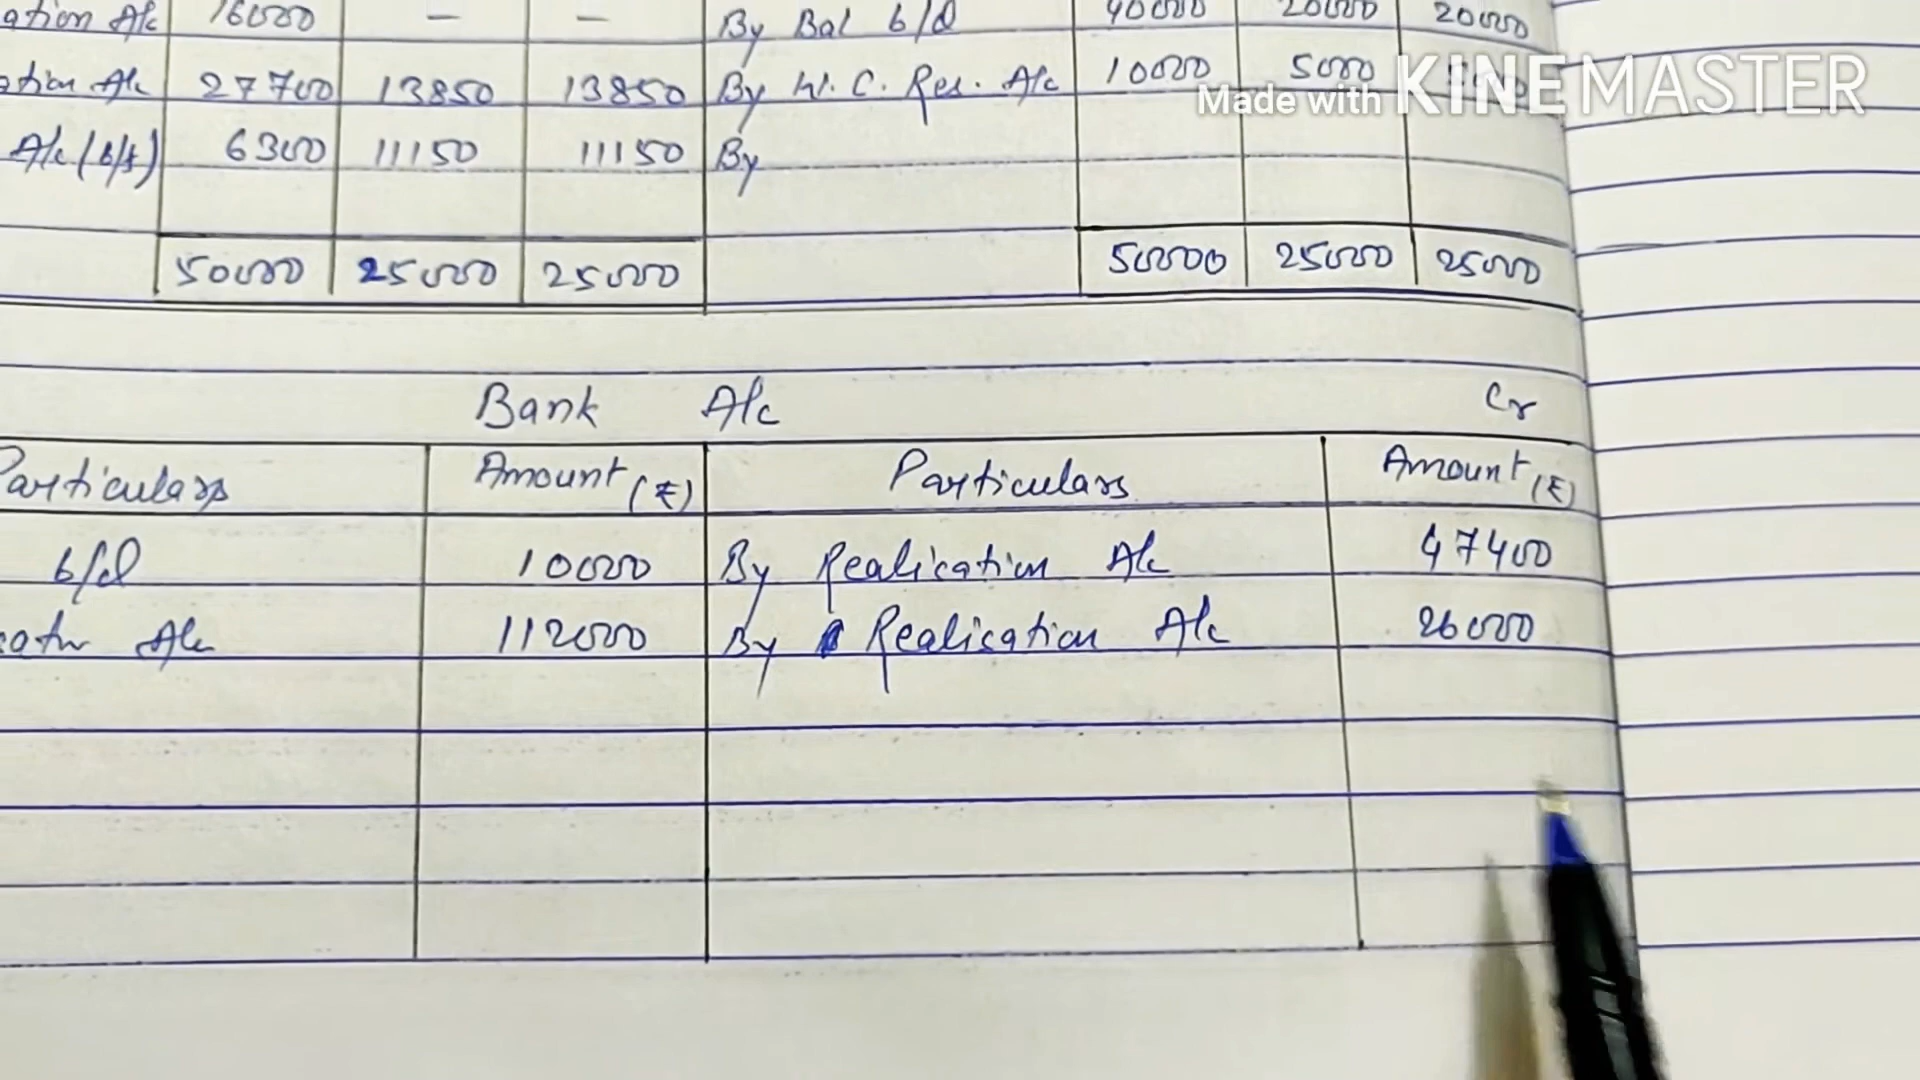 ation A/c 16000 — — By Bal b/d 40000 20000 20000
ation A/c 27700 13850 13850 By W. C. Res. A/c 10000 5000
A/c (b/f) 6300 11150 11150 By
50000 25000 25000 50000 25000 25000
Made with KINEMASTER
Bank A/c Cr
Particulars Amount (₹) Particulars Amount (₹)
b/d 10000 By Realisation A/c 47400
A/c 112000 By Realisation A/c 26000